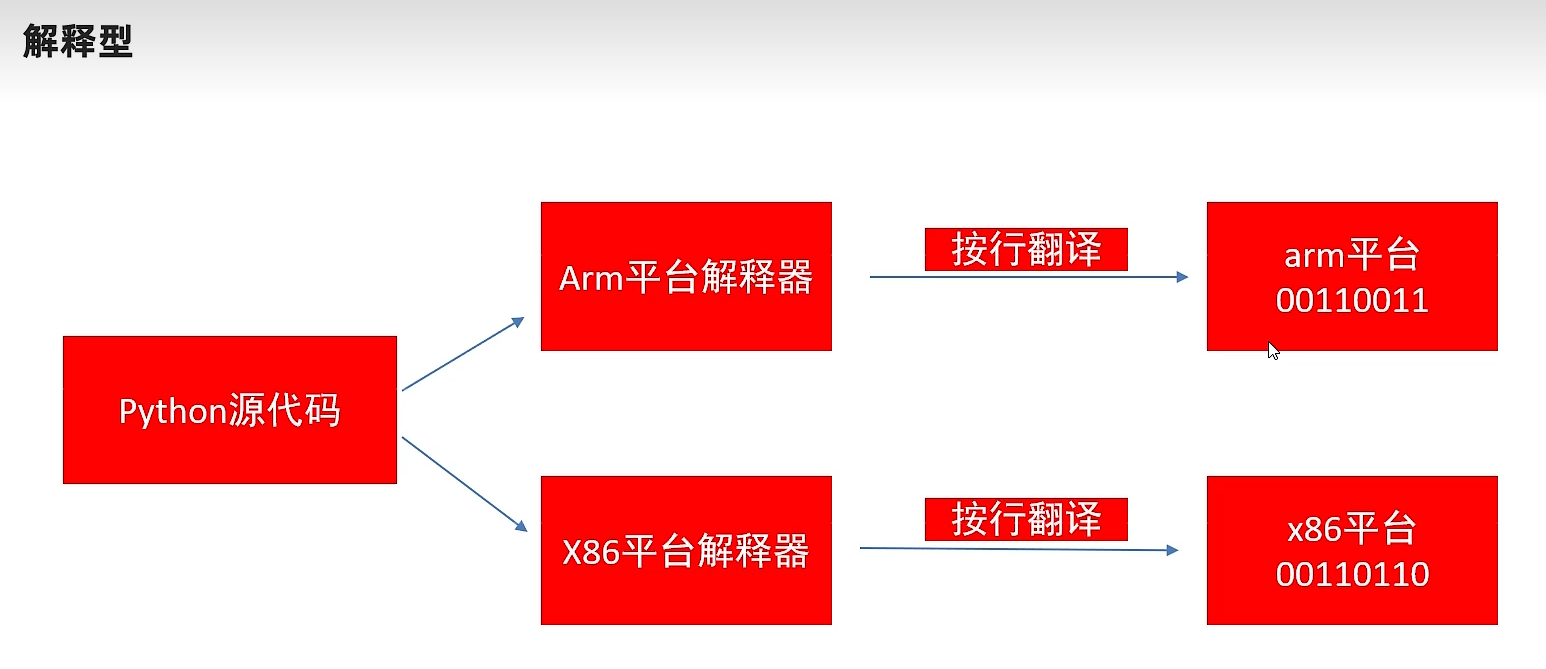 解释型
Arm平台解释器
按行翻译
arm平台
00110011
Python源代码
X86平台解释器
按行翻译
x86平台
00110110